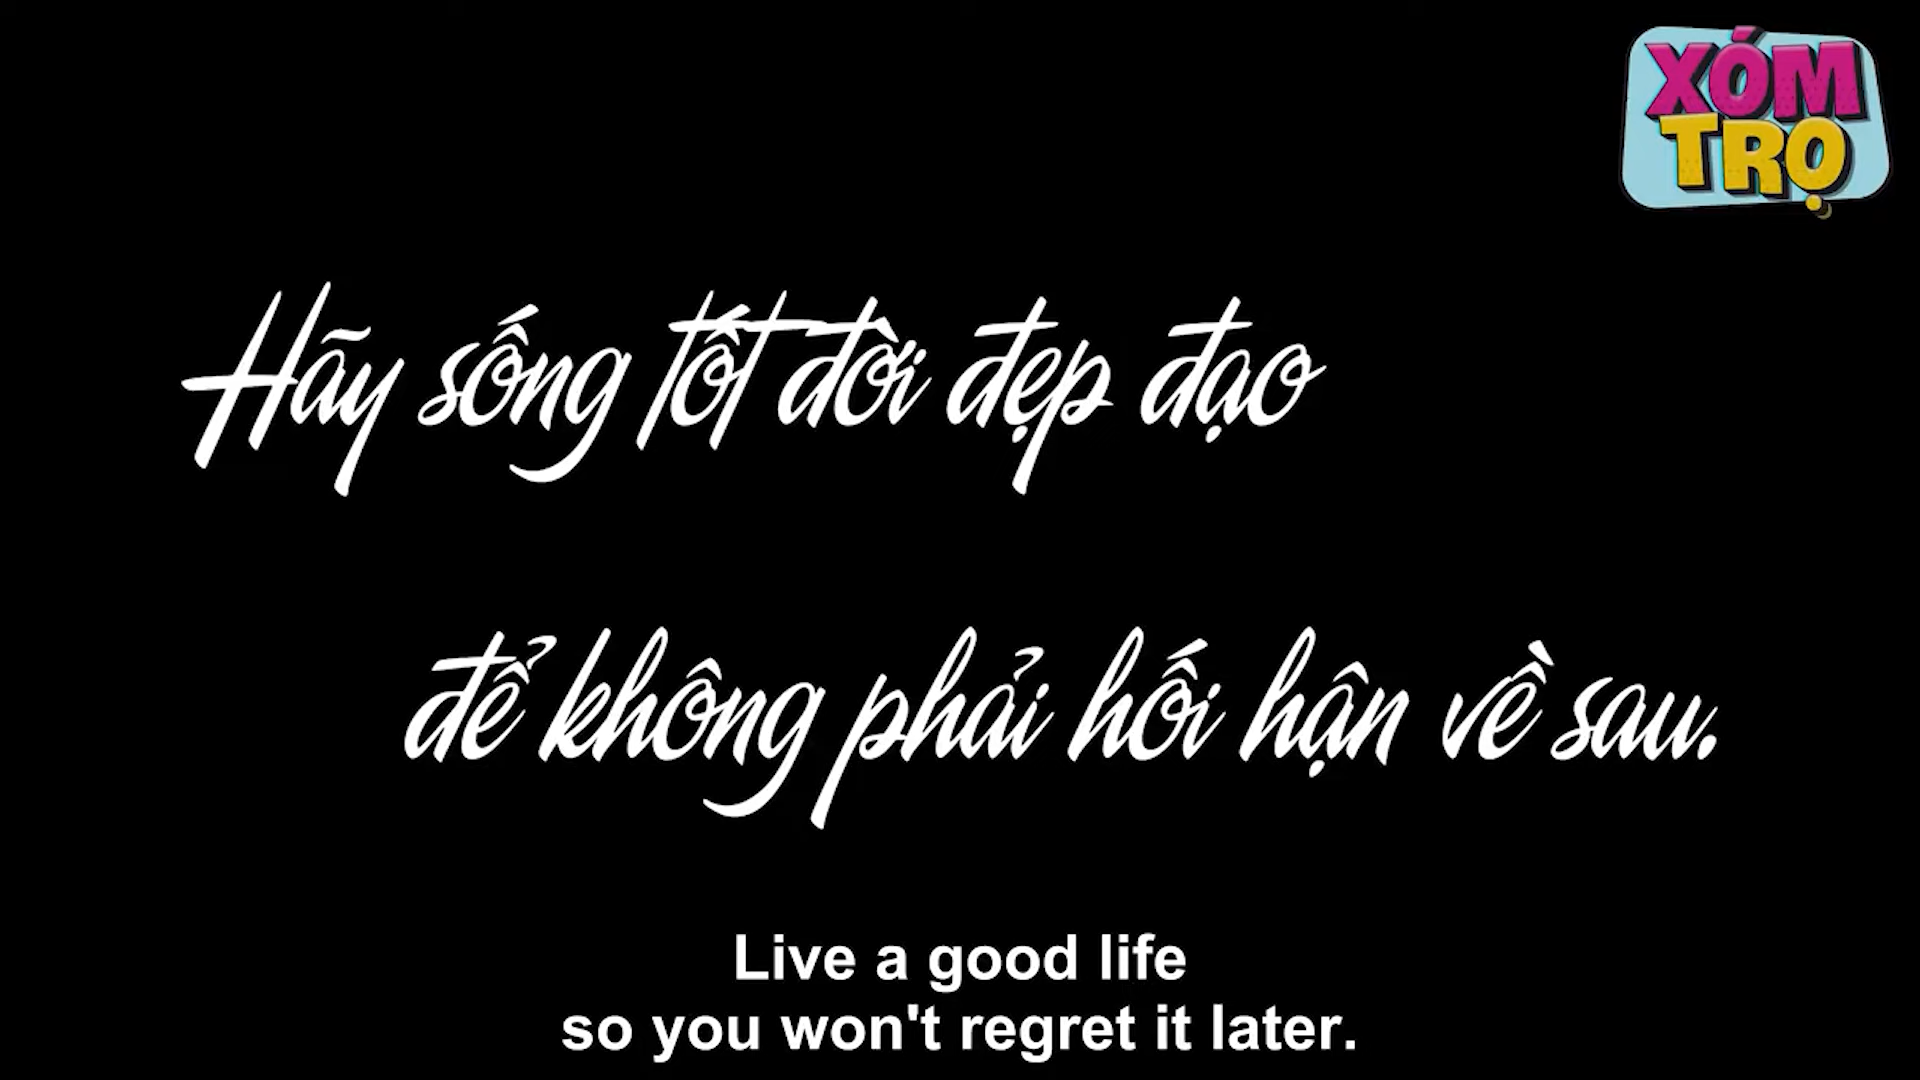 XÓM
TRỌ
Hãy sống tốt đời đẹp đạo
để không phải hối hận về sau.
Live a good life
so you won't regret it later.